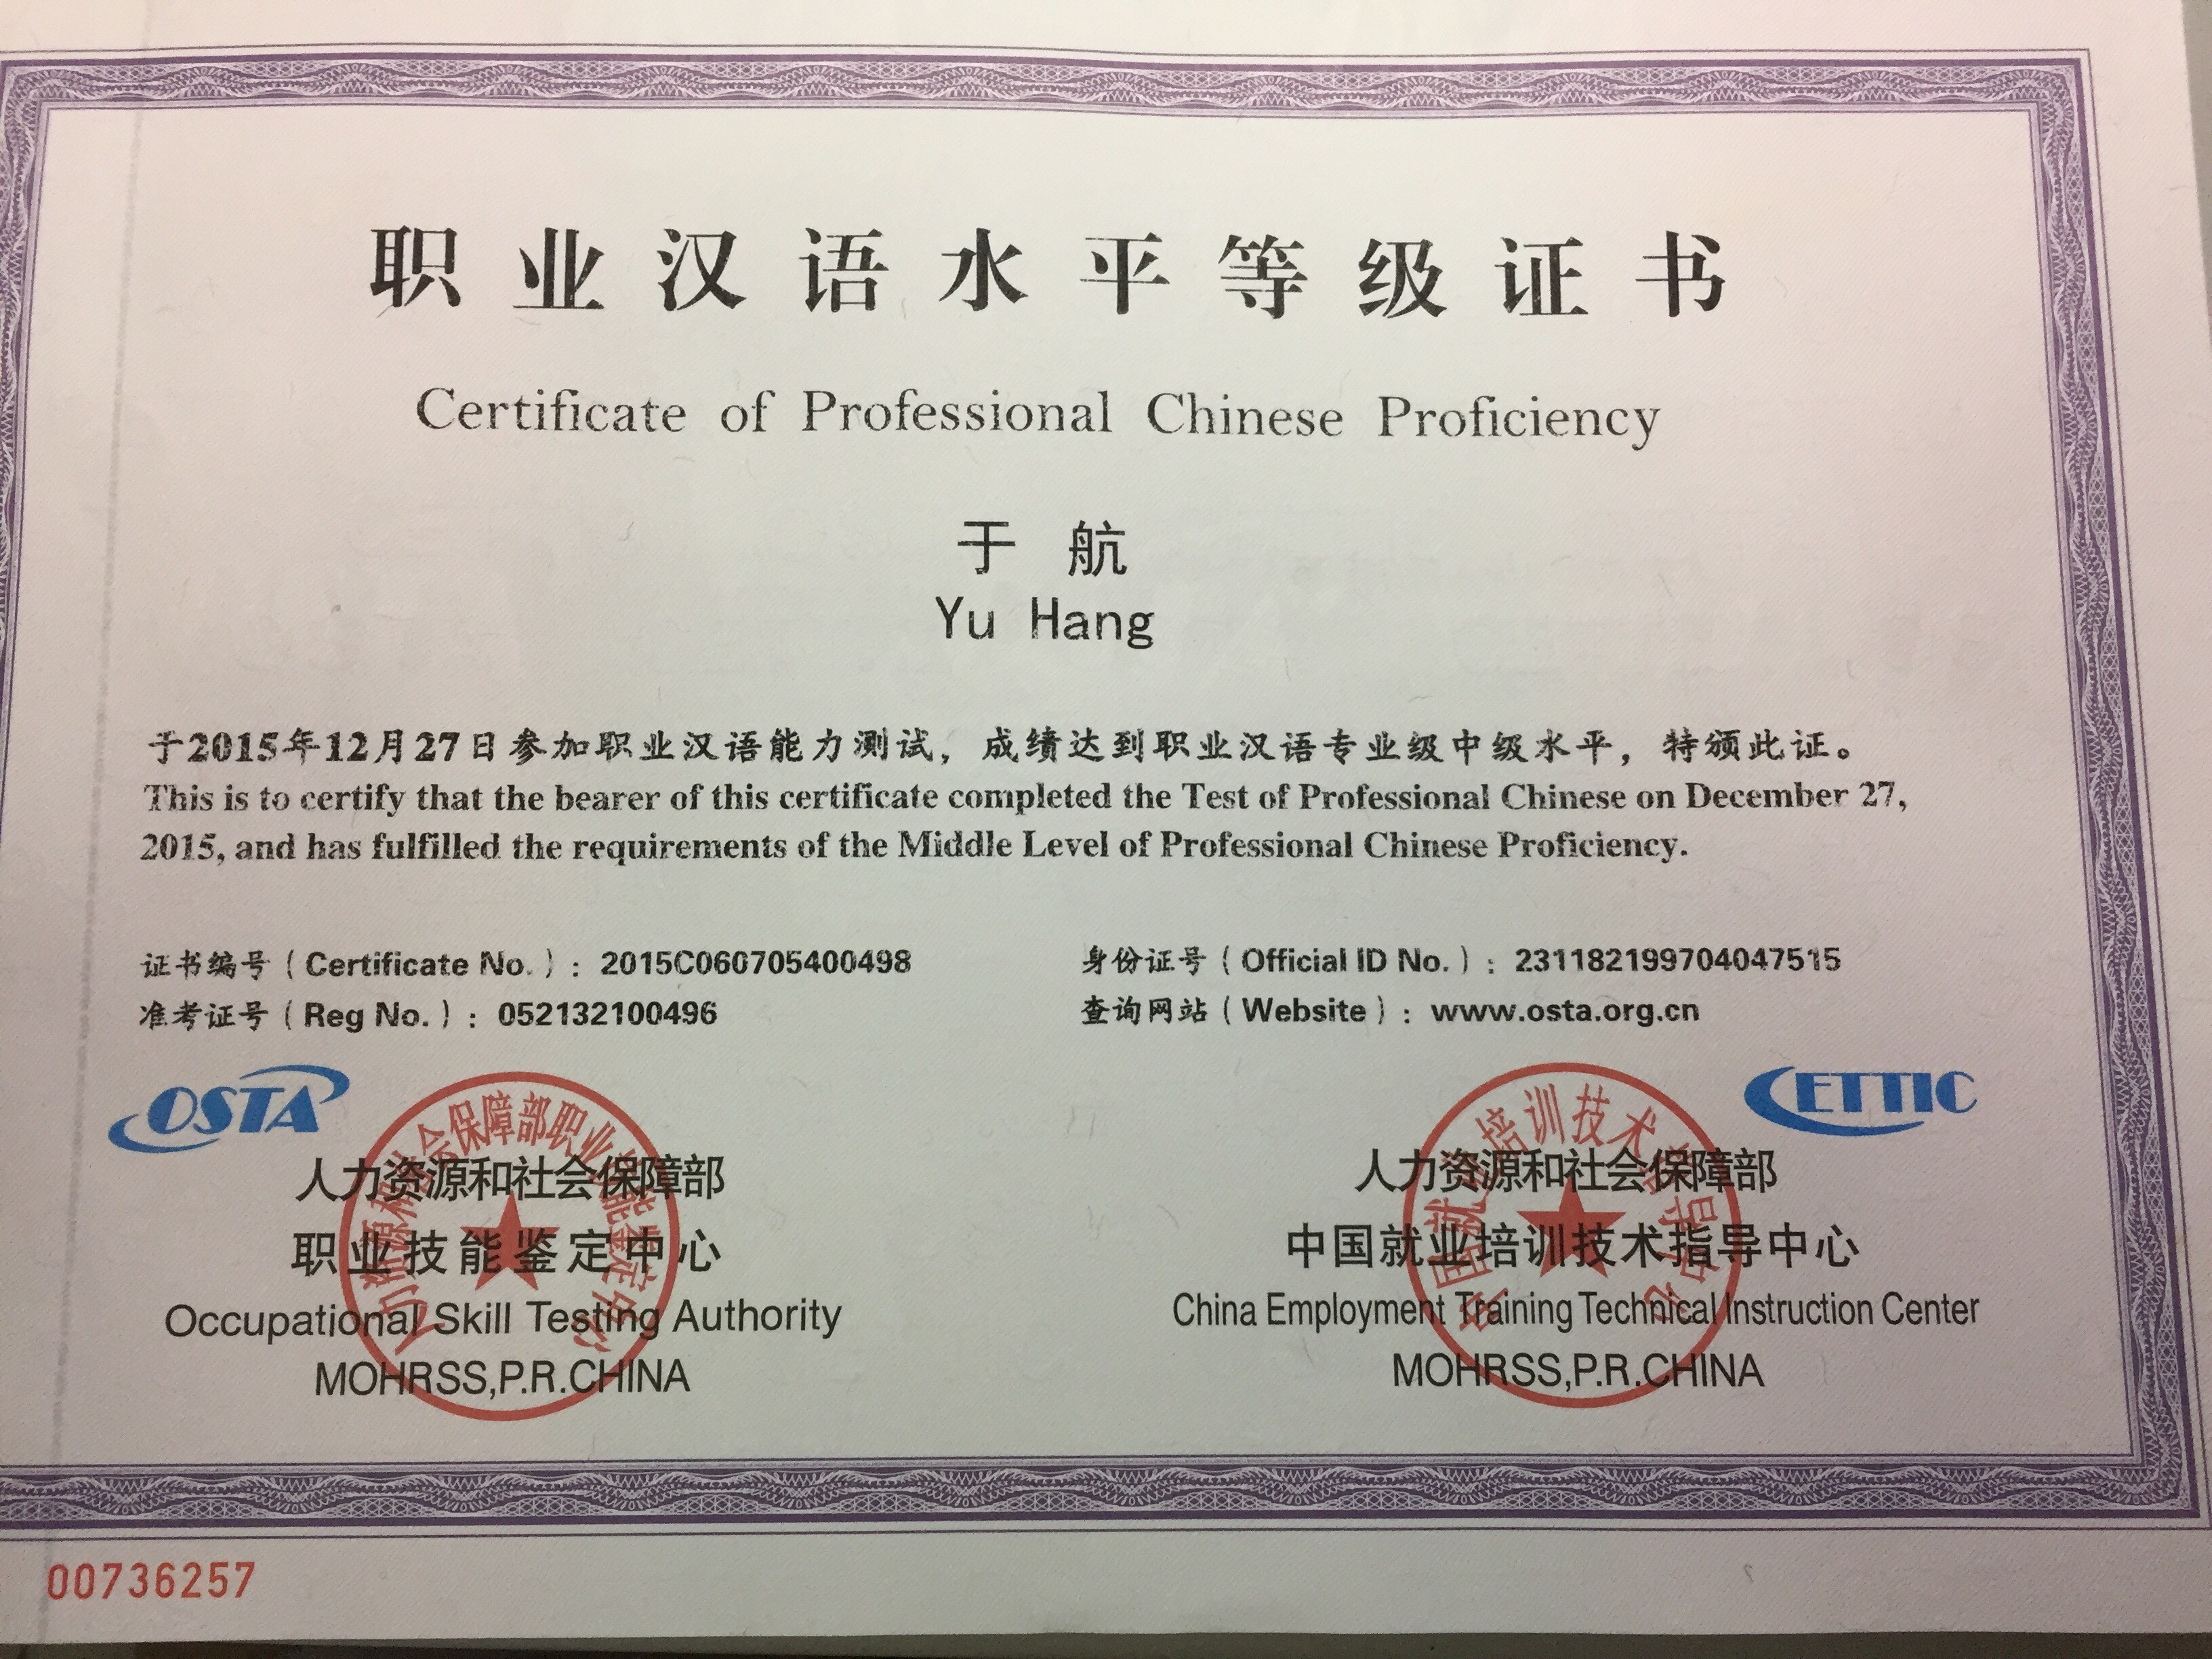 职业汉语水平等级证书
Certificate of Professional Chinese Proficiency
于 航
Yu Hang
于2015年12月27日参加职业汉语能力测试，成绩达到职业汉语专业级中级水平，特颁此证。
This is to certify that the bearer of this certificate completed the Test of Professional Chinese on December 27,
2015, and has fulfilled the requirements of the Middle Level of Professional Chinese Proficiency.
证书编号（Certificate No.）：2015C060705400498
身份证号（Official ID No.）：231182199704047515
准考证号（Reg No.）：052132100496
查询网站（Website）：www.osta.org.cn
OSTA
人力资源和社会保障部职业技能鉴定中心
人力资源和社会保障部
职业技能鉴定中心
Occupational Skill Testing Authority
MOHRSS,P.R.CHINA
CETTIC
中国就业培训技术指导中心
人力资源和社会保障部
中国就业培训技术指导中心
China Employment Training Technical Instruction Center
MOHRSS,P.R.CHINA
00736257